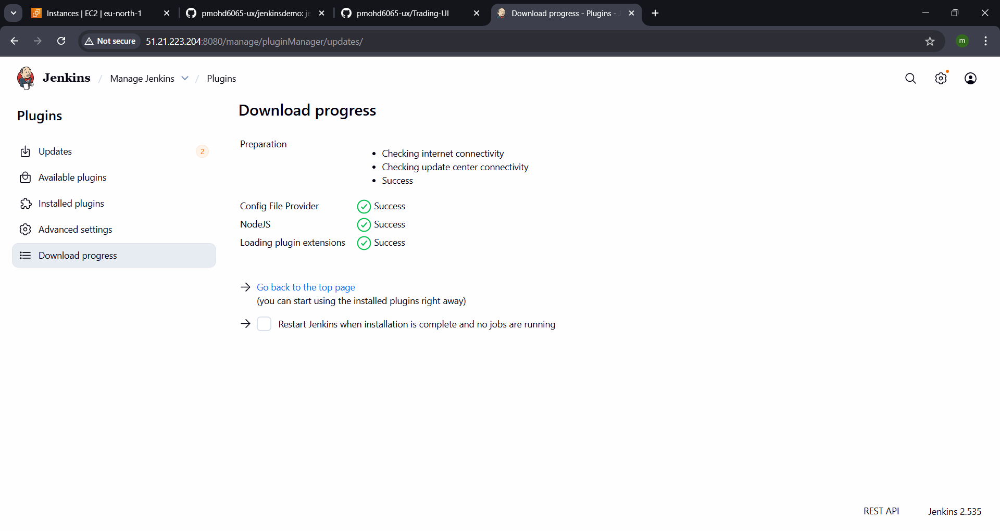 Instances | EC2 | eu-north-1
pmohd6065-ux/jenkinsdemo: je
pmohd6065-ux/Trading-UI
Download progress - Plugins - J
Not secure
51.21.223.204:8080/manage/pluginManager/updates/
m
Jenkins / Manage Jenkins / Plugins
Plugins
Updates
2
Available plugins
Installed plugins
Advanced settings
Download progress
Download progress
Preparation
• Checking internet connectivity
• Checking update center connectivity
• Success
Config File Provider Success
NodeJS Success
Loading plugin extensions Success
→ Go back to the top page
(you can start using the installed plugins right away)
→ Restart Jenkins when installation is complete and no jobs are running
REST API Jenkins 2.535